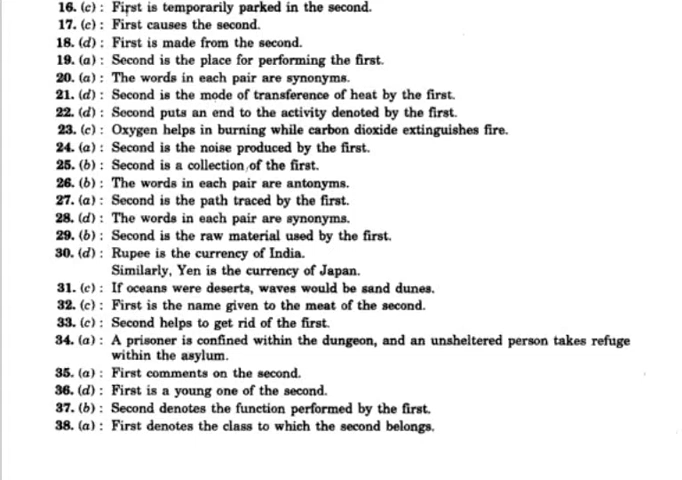 16. (c) : First is temporarily parked in the second.
17. (c) : First causes the second.
18. (d) : First is made from the second.
19. (a) : Second is the place for performing the first.
20. (a) : The words in each pair are synonyms.
21. (d) : Second is the mode of transference of heat by the first.
22. (d) : Second puts an end to the activity denoted by the first.
23. (c) : Oxygen helps in burning while carbon dioxide extinguishes fire.
24. (a) : Second is the noise produced by the first.
25. (b) : Second is a collection of the first.
26. (b) : The words in each pair are antonyms.
27. (a) : Second is the path traced by the first.
28. (d) : The words in each pair are synonyms.
29. (b) : Second is the raw material used by the first.
30. (d) : Rupee is the currency of India.
Similarly, Yen is the currency of Japan.
31. (c) : If oceans were deserts, waves would be sand dunes.
32. (c) : First is the name given to the meat of the second.
33. (c) : Second helps to get rid of the first.
34. (a) : A prisoner is confined within the dungeon, and an unsheltered person takes refuge
within the asylum.
35. (a) : First comments on the second.
36. (d) : First is a young one of the second.
37. (b) : Second denotes the function performed by the first.
38. (a) : First denotes the class to which the second belongs.